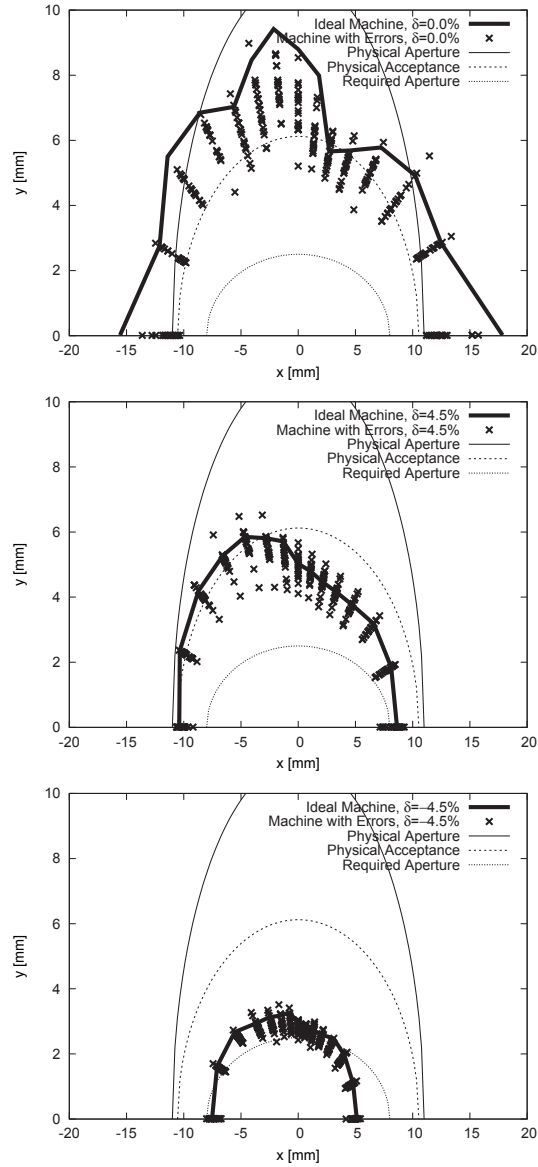 10
8
6
4
2
0
y [mm]
Ideal Machine, δ=0.0%
Machine with Errors, δ=0.0%
Physical Aperture
Physical Acceptance
Required Aperture
-20 -15 -10 -5 0 5 10 15 20
x [mm]
10
8
6
4
2
0
y [mm]
Ideal Machine, δ=4.5%
Machine with Errors, δ=4.5%
Physical Aperture
Physical Acceptance
Required Aperture
-20 -15 -10 -5 0 5 10 15 20
x [mm]
10
8
6
4
2
0
y [mm]
Ideal Machine, δ=−4.5%
Machine with Errors, δ=−4.5%
Physical Aperture
Physical Acceptance
Required Aperture
-20 -15 -10 -5 0 5 10 15 20
x [mm]